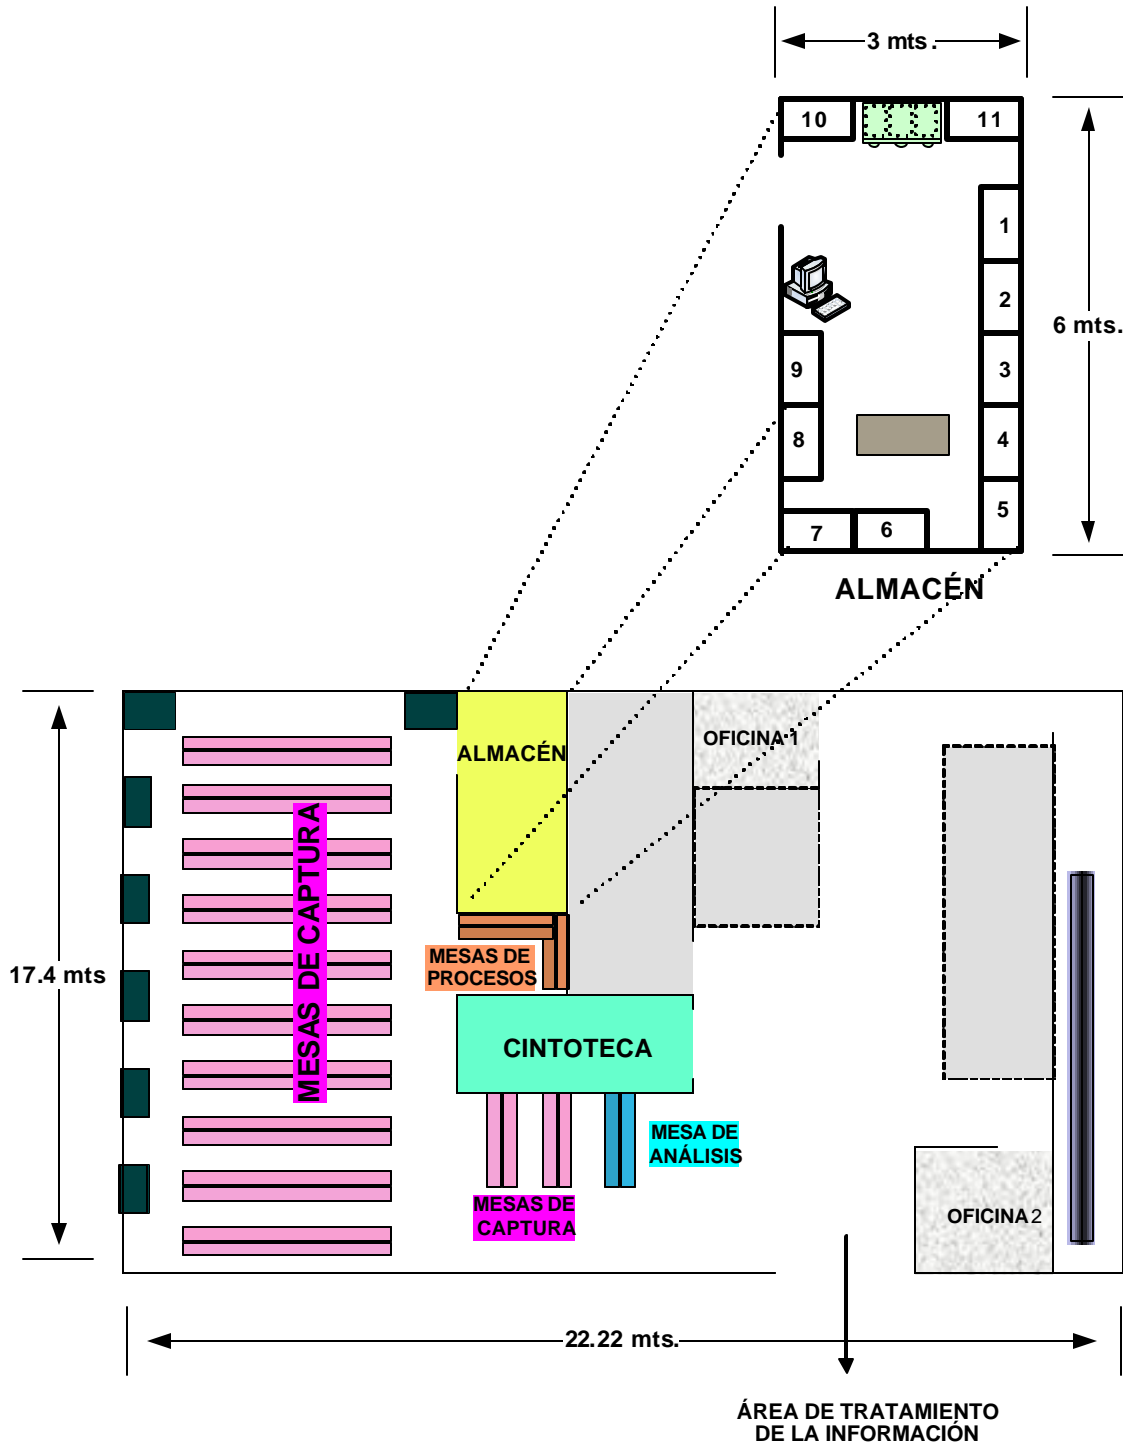 3 mts.
10
11
1
2
6 mts.
3
9
4
8
5
7
6
ALMACÉN
ALMACÉN
OFICINA 1
MESAS DE CAPTURA
17.4 mts
MESAS DE
PROCESOS
CINTOTECA
MESA DE
ANÁLISIS
MESAS DE
CAPTURA
OFICINA 2
22.22 mts.
ÁREA DE TRATAMIENTO
DE LA INFORMACIÓN